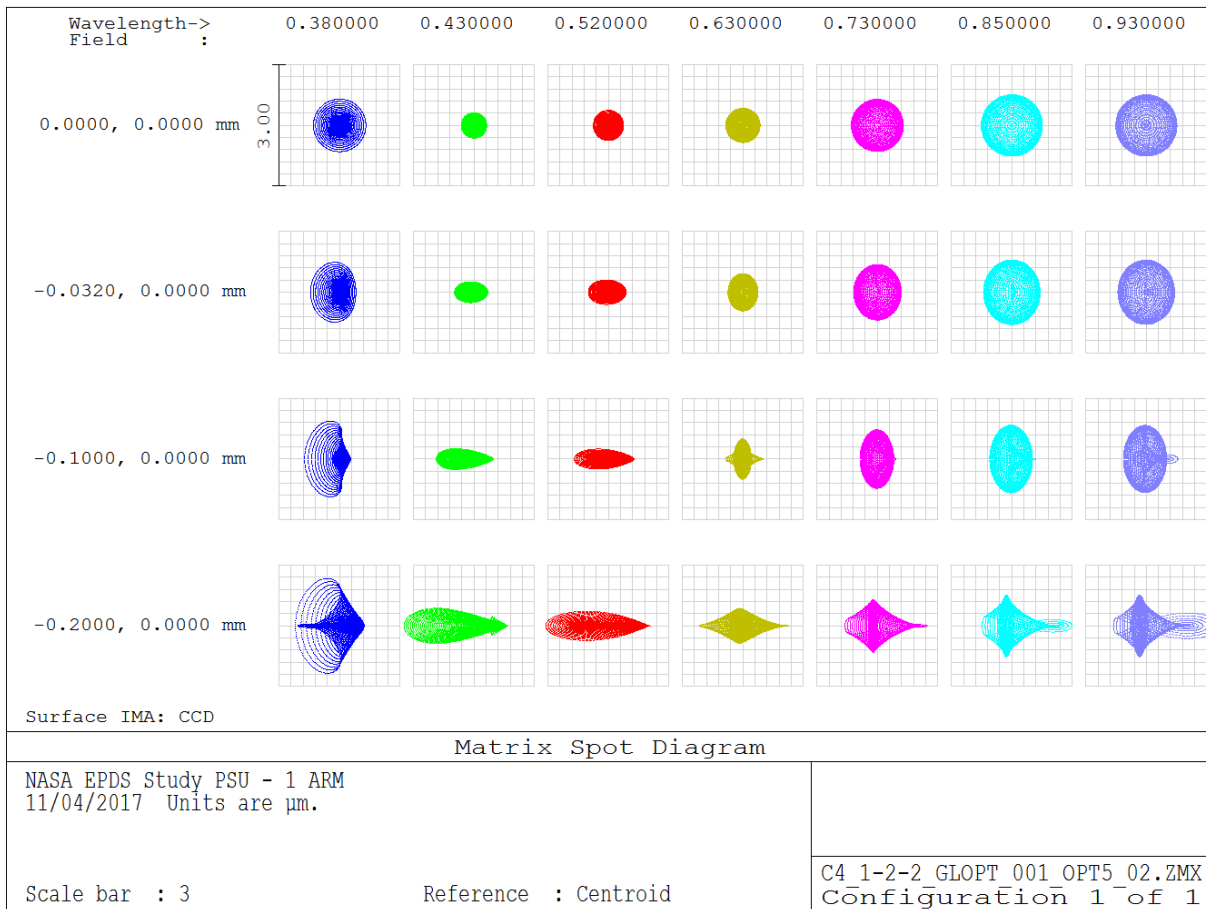 Wavelength-> 0.380000 0.430000 0.520000 0.630000 0.730000 0.850000 0.930000
Field :
0.0000, 0.0000 mm
3.00
-0.0320, 0.0000 mm
-0.1000, 0.0000 mm
-0.2000, 0.0000 mm
Surface IMA: CCD
Matrix Spot Diagram
NASA EPDS Study PSU - 1 ARM
11/04/2017 Units are µm.
Scale bar : 3 Reference : Centroid
C4_1-2-2_GLOPT_001_OPT5_02.ZMX
Configuration 1 of 1